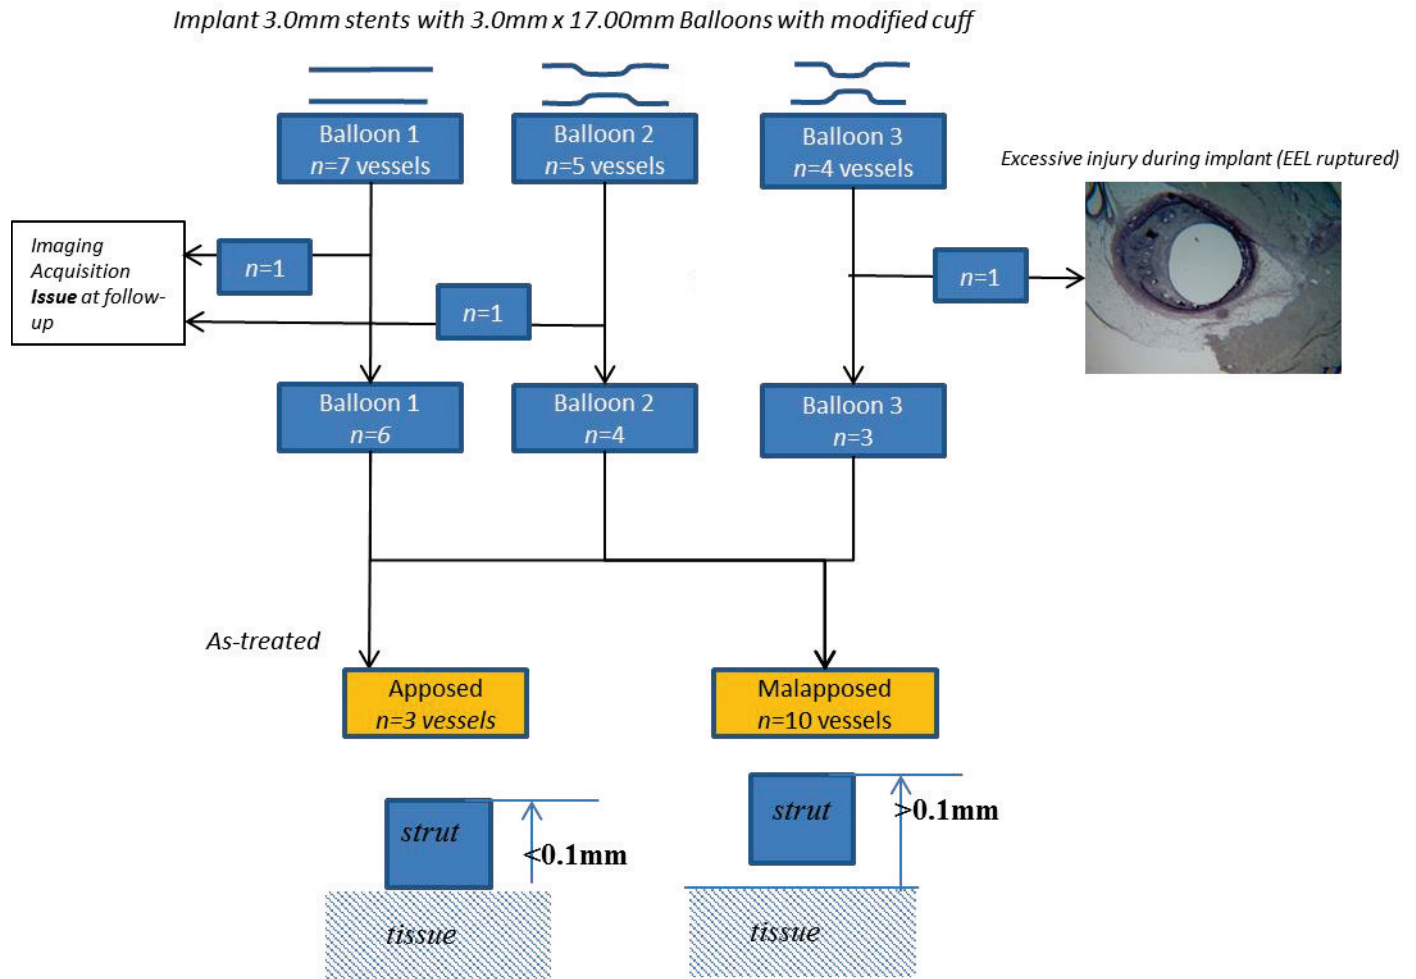 Implant 3.0mm stents with 3.0mm x 17.00mm Balloons with modified cuff
Balloon 1
n=7 vessels
Balloon 2
n=5 vessels
Balloon 3
n=4 vessels
Excessive injury during implant (EEL ruptured)
Imaging
Acquisition
Issue at follow-
up
n=1
n=1
n=1
Balloon 1
n=6
Balloon 2
n=4
Balloon 3
n=3
As-treated
Apposed
n=3 vessels
Malapposed
n=10 vessels
strut
<0.1mm
tissue
strut
>0.1mm
tissue